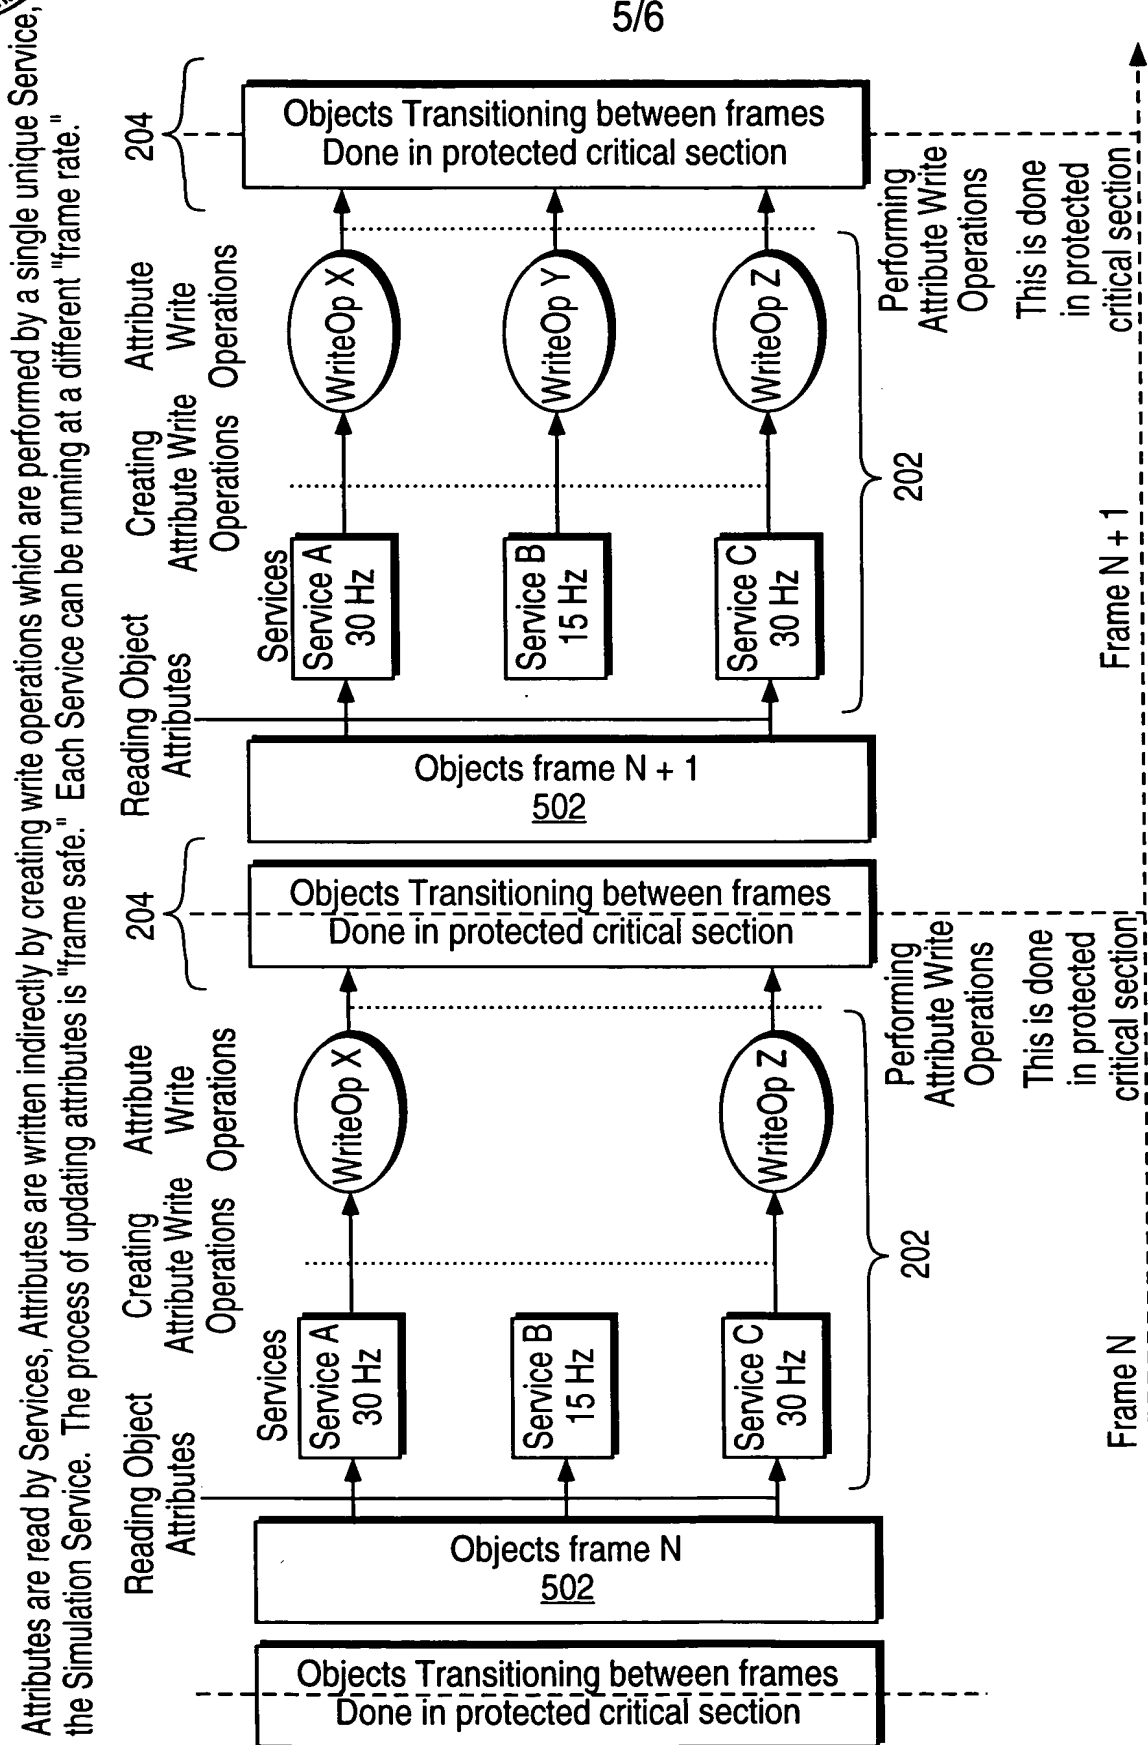 5/6
Attributes are read by Services, Attributes are written indirectly by creating write operations which are performed by a single unique Service,
the Simulation Service. The process of updating attributes is "frame safe." Each Service can be running at a different "frame rate."
Objects Transitioning between frames
Done in protected critical section
Reading Object
Attributes
Objects frame N
502
Services
Service A
30 Hz
Service B
15 Hz
Service C
30 Hz
Creating
Attribute Write
Operations
Attribute
Write
Operations
WriteOp X
WriteOp Z
202
204
Objects Transitioning between frames
Done in protected critical section
Performing
Attribute Write
Operations
This is done
in protected
critical section
Frame N
Reading Object
Attributes
Objects frame N + 1
502
Services
Service A
30 Hz
Service B
15 Hz
Service C
30 Hz
Creating
Attribute Write
Operations
Attribute
Write
Operations
WriteOp X
WriteOp Y
WriteOp Z
202
204
Objects Transitioning between frames
Done in protected critical section
Performing
Attribute Write
Operations
This is done
in protected
critical section
Frame N + 1